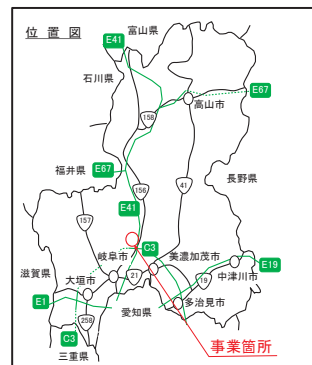 位置図
富山県
E41
石川県
E67
158
高山市
福井県
E67
長野県
156
41
157
E41
岐阜市
C3
美濃加茂市
滋賀県
大垣市
21
19
中津川市
E19
E1
愛知県
多治見市
258
C3
三重県
事業箇所